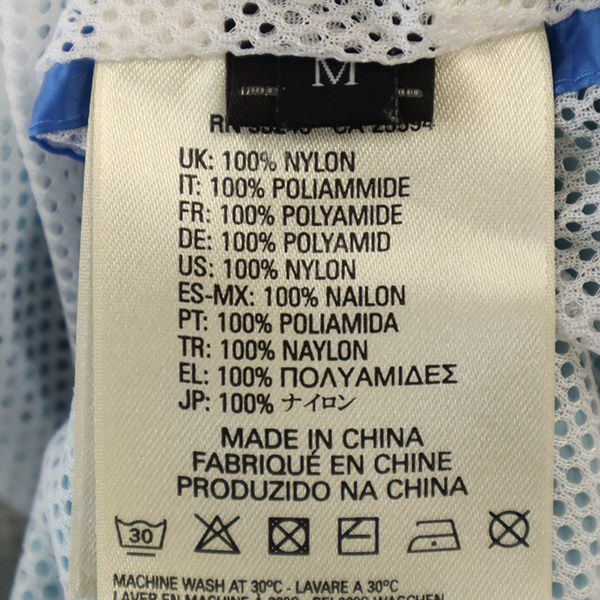 M
UK: 100% NYLON
IT: 100% POLIAMMIDE
FR: 100% POLYAMIDE
DE: 100% POLYAMID
US: 100% NYLON
ES-MX: 100% NAILON
PT: 100% POLIAMIDA
TR: 100% NAYLON
EL: 100% ΠΟΛΥΑΜΙΔΕΣ
JP: 100% ナイロン
MADE IN CHINA
FABRIQUÉ EN CHINE
PRODUZIDO NA CHINA
30
MACHINE WASH AT 30ºC - LAVARE A 30ºC